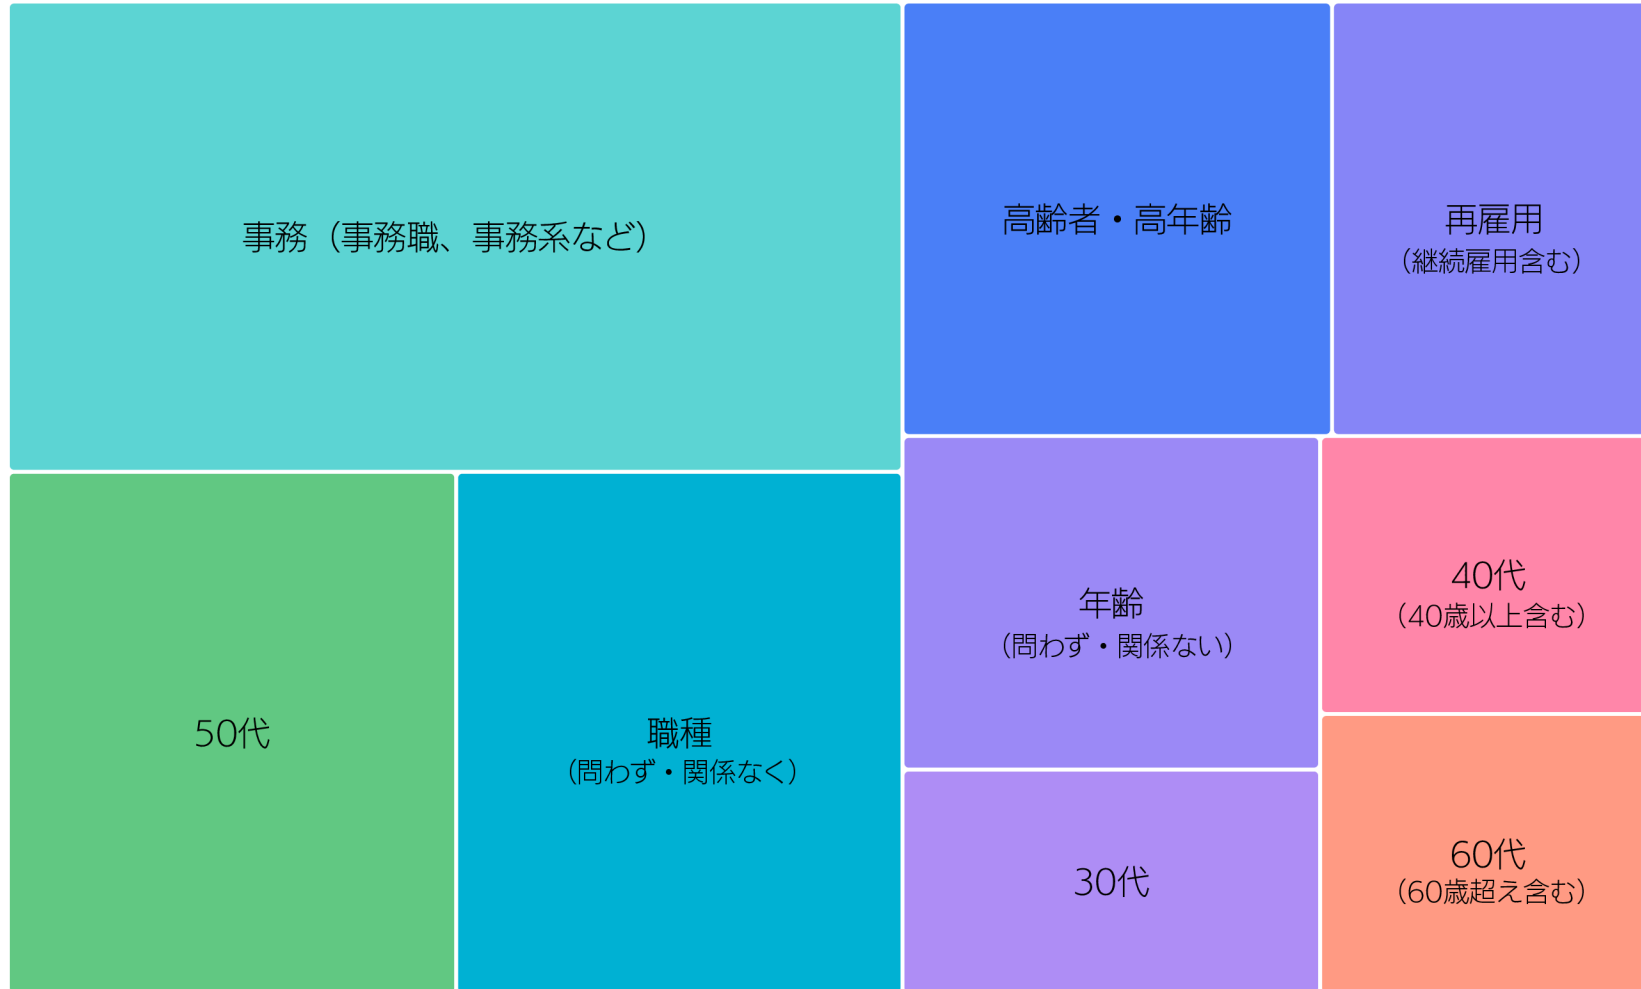 事務（事務職、事務系など）
高齢者・高年齢
再雇用
（継続雇用含む）
50代
職種
（問わず・関係なく）
年齢
（問わず・関係ない）
40代
（40歳以上含む）
30代
60代
（60歳超え含む）